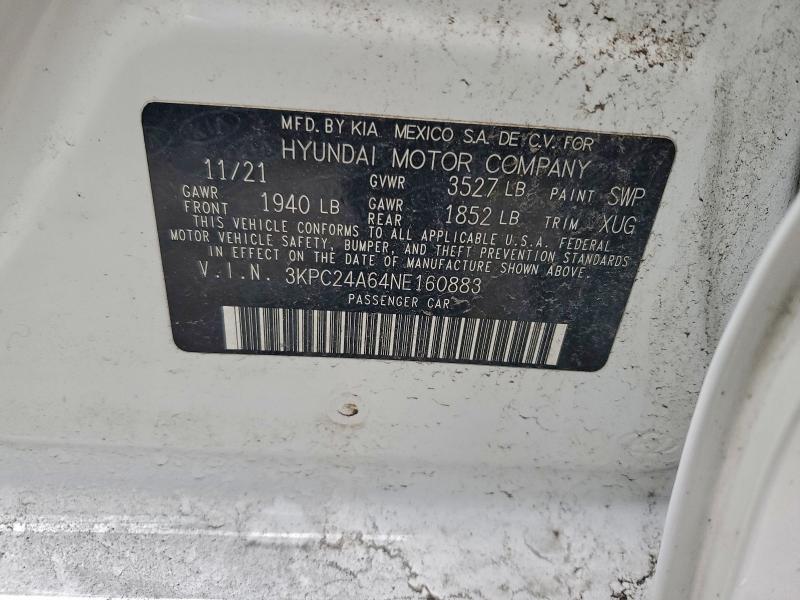 MFD. BY KIA MEXICO S.A. DE C.V. FOR
HYUNDAI MOTOR COMPANY
11/21 GVWR 3527 LB PAINT SWP
GAWR FRONT 1940 LB GAWR REAR 1852 LB TRIM XUG
THIS VEHICLE CONFORMS TO ALL APPLICABLE U.S.A. FEDERAL
MOTOR VEHICLE SAFETY, BUMPER, AND THEFT PREVENTION STANDARDS
IN EFFECT ON THE DATE OF MANUFACTURE SHOWN ABOVE.
V.I.N. 3KPC24A64NE160883
PASSENGER CAR